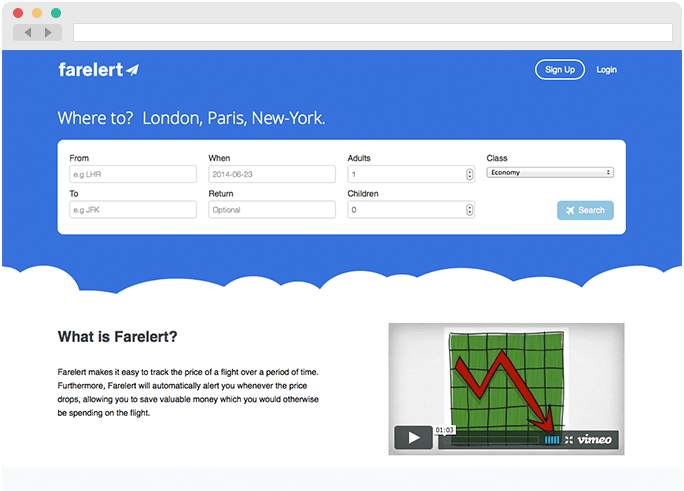 farelert
Sign Up
Login
Where to? London, Paris, New-York.
From
When
Adults
Class
e.g LHR
2014-06-23
1
Economy
To
Return
Children
e.g JFK
Optional
0
Search
What is Farelert?
Farelert makes it easy to track the price of a flight over a period of time.
Furthermore, Farelert will automatically alert you whenever the price
drops, allowing you to save valuable money which you would otherwise
be spending on the flight.
01:03
vimeo